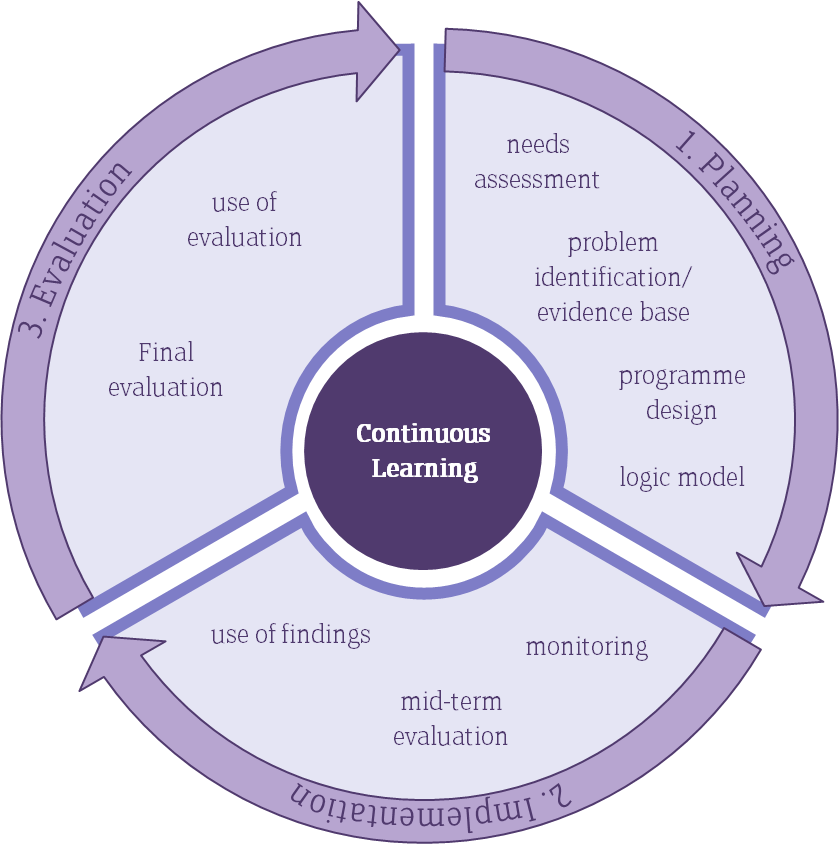 1. Planning
needs
assessment
problem
identification/
evidence base
programme
design
logic model
2. Implementation
monitoring
mid-term
evaluation
use of findings
3. Evaluation
Final
evaluation
use of
evaluation
Continuous
Learning